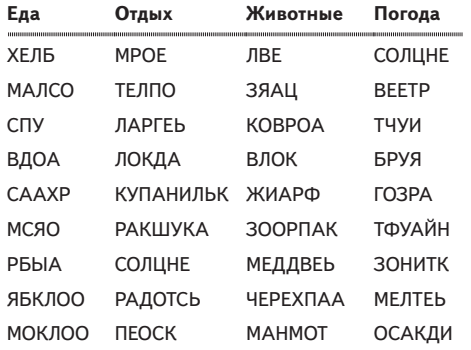 Еда Отдых Животные Погода
ХЕЛБ МРОЕ ЛВЕ СОЛЦНЕ
МАЛСО ТЕЛПО ЗЯАЦ ВЕЕТР
СПУ ЛАРГЕЬ КОВРОА ТЧУИ
ВДОА ЛОКДА ВЛОК БРУЯ
СААХР КУПАНИЛЬК ЖИАРФ ГОЗРА
МСЯО РАКШУКА ЗООРПАК ТФУАЙН
РБЫА СОЛЦНЕ МЕДДВЕЬ ЗОНИТК
ЯБКЛОО РАДОТСЬ ЧЕРЕХПАА МЕЛТЕЬ
МОКЛОО ПЕОСК МАНМОТ ОСАКДИ